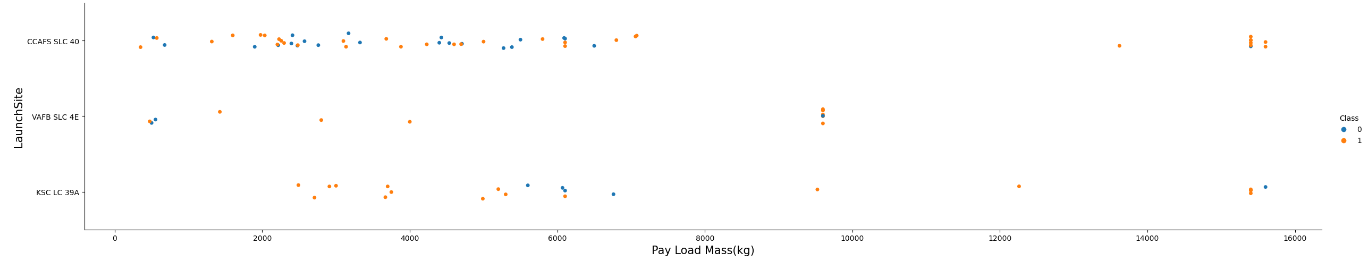 LaunchSite
CCAFS SLC 40
VAFB SLC 4E
KSC LC 39A
0 2000 4000 6000 8000 10000 12000 14000 16000
Pay Load Mass(kg)
Class
0
1